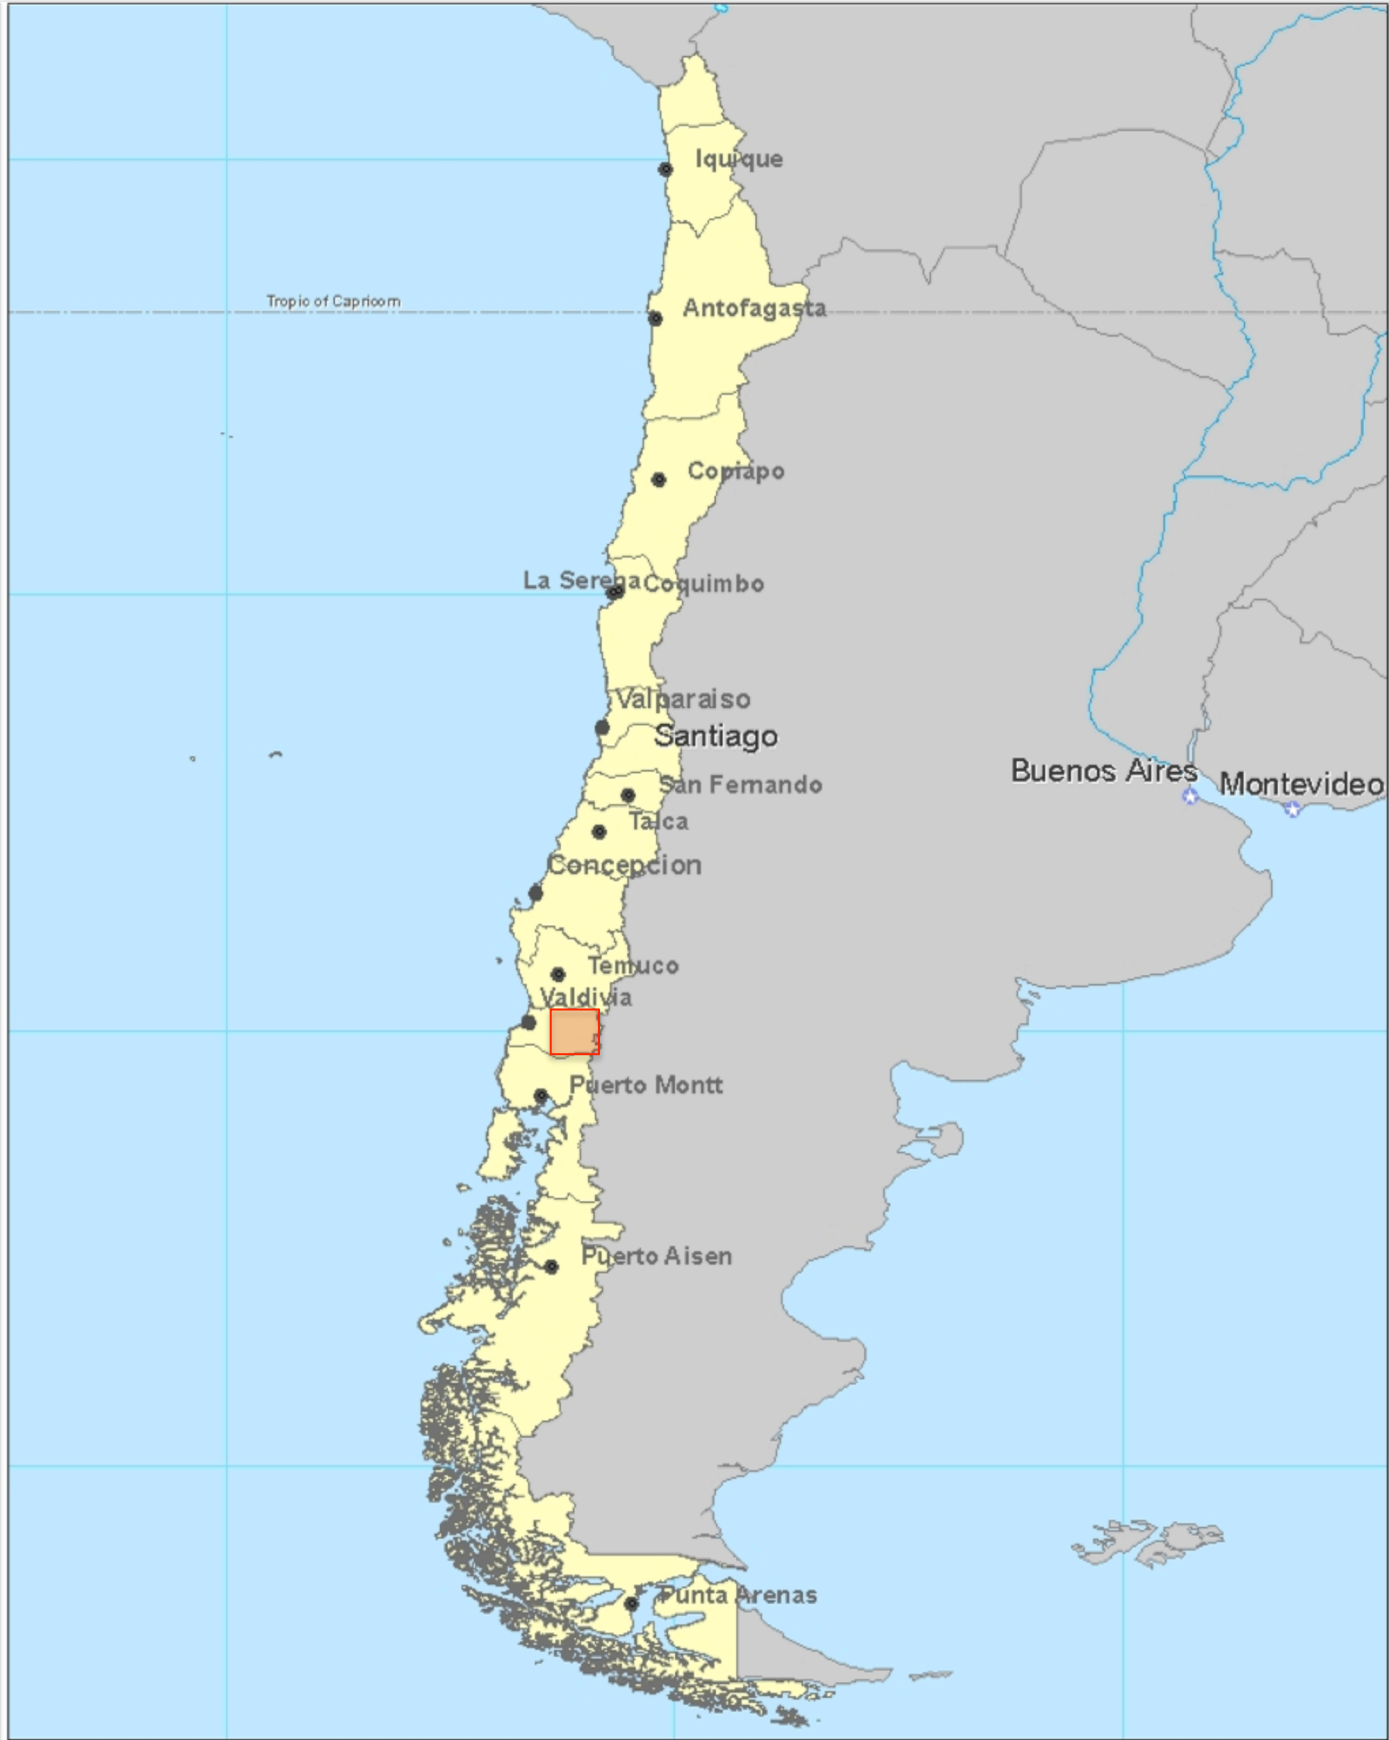 Iquique
Tropic of Capricorn
Antofagasta
Copiapo
La Serena
Coquimbo
Valparaiso
Santiago
Buenos Aires
Montevideo
San Fernando
Talca
Concepcion
Temuco
Valdivia
Puerto Montt
Puerto Aisen
Punta Arenas